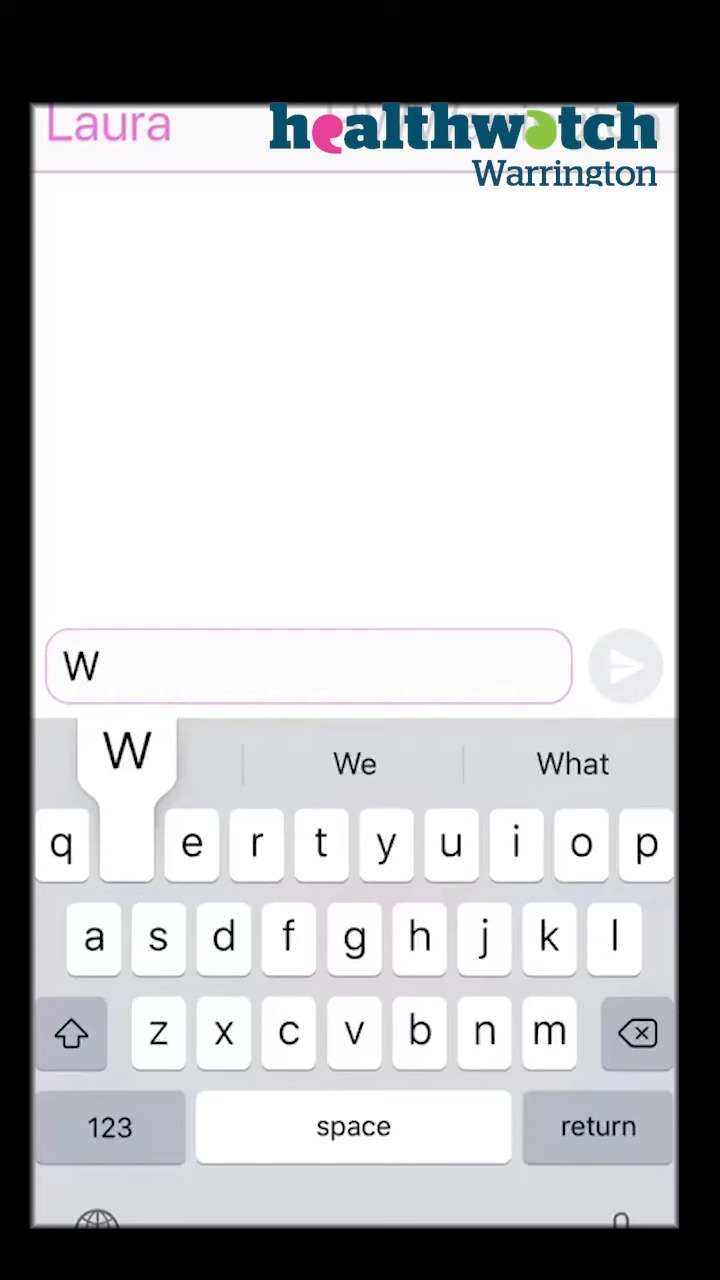 Laura
healthwatch
Warrington
W
W
We What
q e r t y u i o p
a s d f g h j k l
z x c v b n m
123 space return